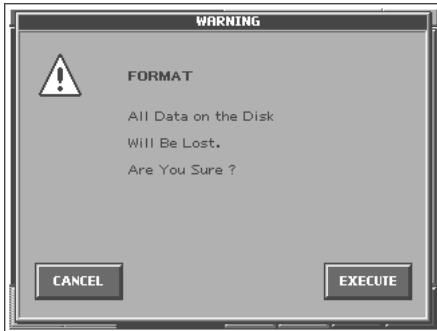 WARNING
FORMAT
All Data on the Disk
Will Be Lost.
Are You Sure ?
CANCEL
EXECUTE